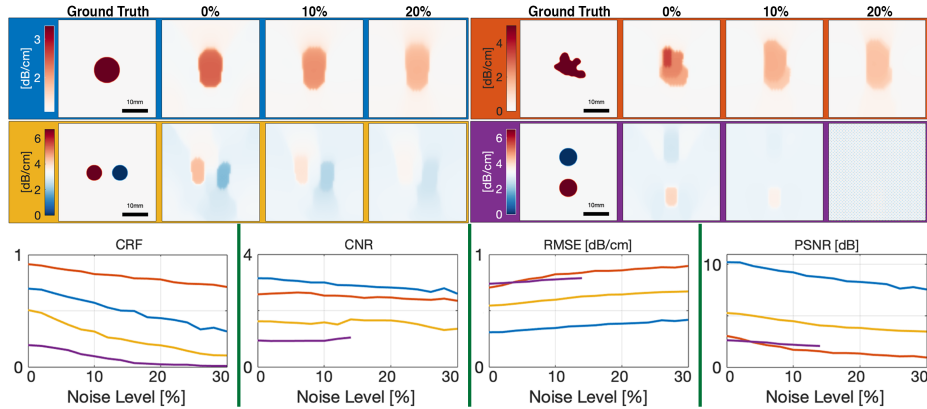 Ground Truth 0% 10% 20%
Ground Truth 0% 10% 20%
[dB/cm]
3
2
10mm
[dB/cm]
4
2
0
10mm
[dB/cm]
6
4
2
0
10mm
[dB/cm]
6
4
2
0
10mm
CRF
1
0
0 10 20 30
Noise Level [%]
CNR
4
0
0 10 20 30
Noise Level [%]
RMSE [dB/cm]
1
0
0 10 20 30
Noise Level [%]
PSNR [dB]
10
0
0 10 20 30
Noise Level [%]